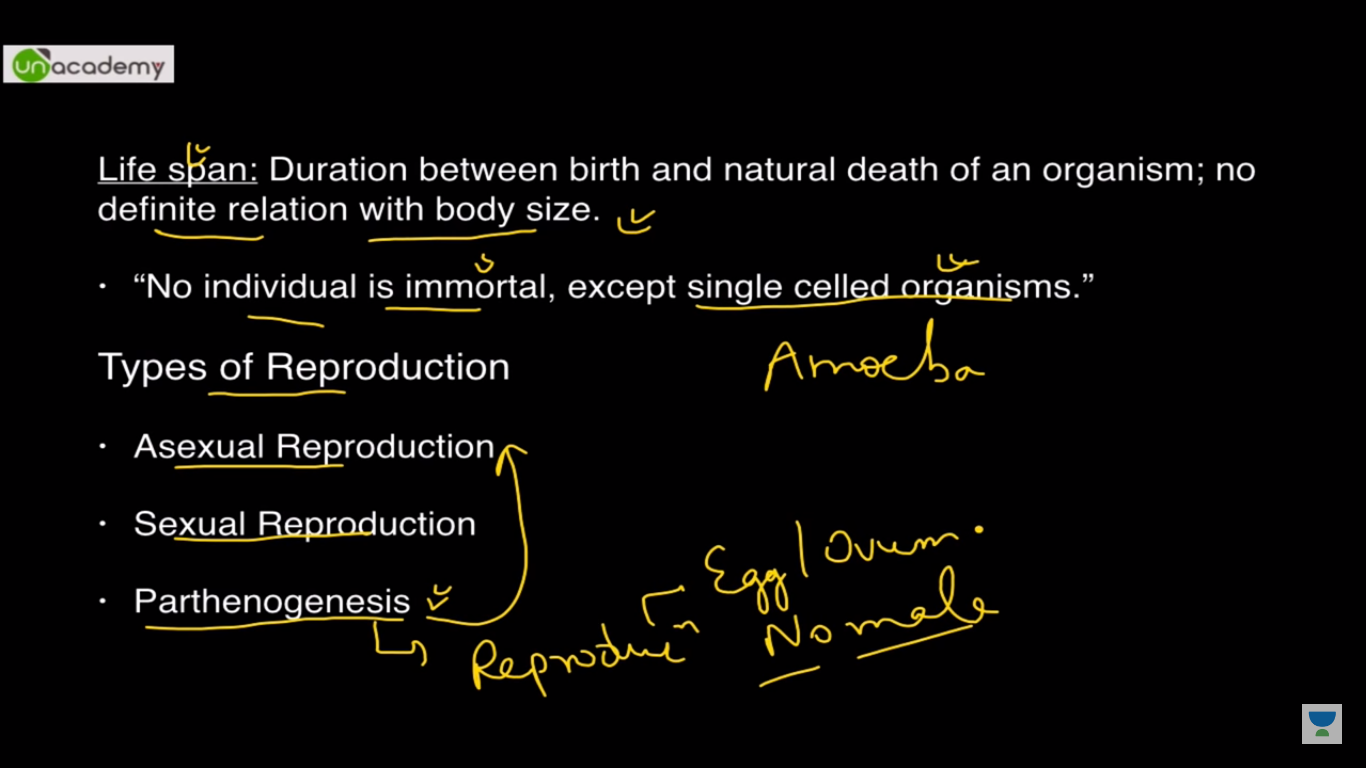 unacademy
Life span: Duration between birth and natural death of an organism; no
definite relation with body size.
· “No individual is immortal, except single celled organisms.”
Amoeba
Types of Reproduction
· Asexual Reproduction
· Sexual Reproduction
· Parthenogenesis
Reproducn
Egg/Ovum.
No male